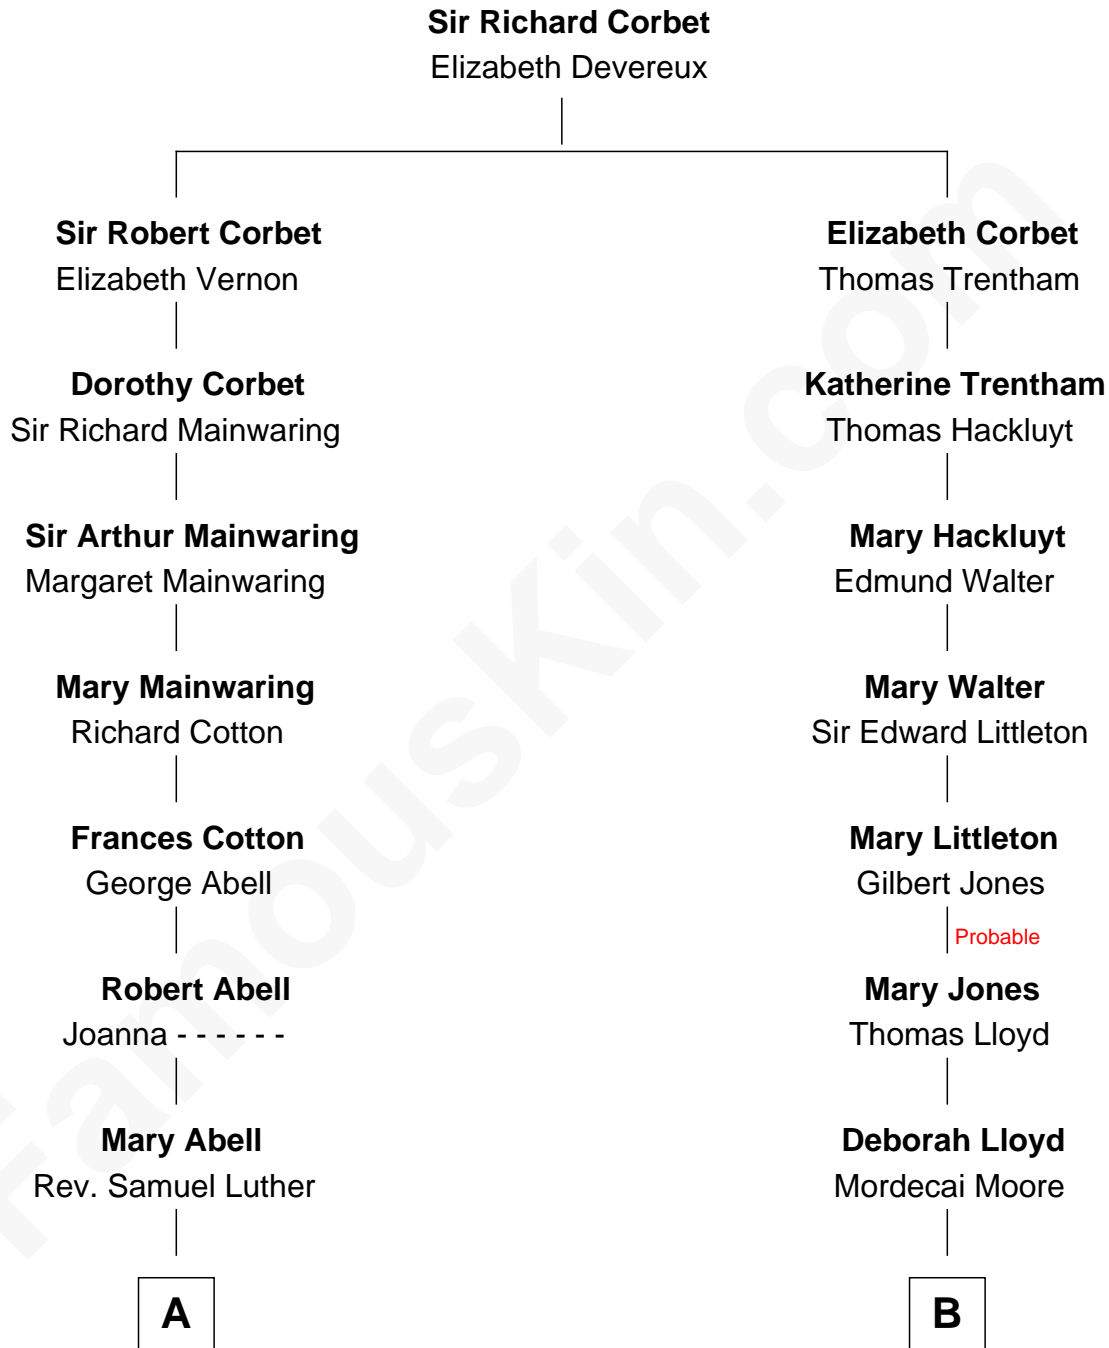 Sir Richard Corbet
Elizabeth Devereux
Sir Robert Corbet
Elizabeth Vernon
Elizabeth Corbet
Thomas Trentham
Dorothy Corbet
Sir Richard Mainwaring
Katherine Trentham
Thomas Hackluyt
Sir Arthur Mainwaring
Margaret Mainwaring
Mary Hackluyt
Edmund Walter
Mary Mainwaring
Richard Cotton
Mary Walter
Sir Edward Littleton
Frances Cotton
George Abell
Mary Littleton
Gilbert Jones
Probable
Robert Abell
Joanna - - - - - -
Mary Jones
Thomas Lloyd
Mary Abell
Rev. Samuel Luther
Deborah Lloyd
Mordecai Moore
A
B
FamousKin.com